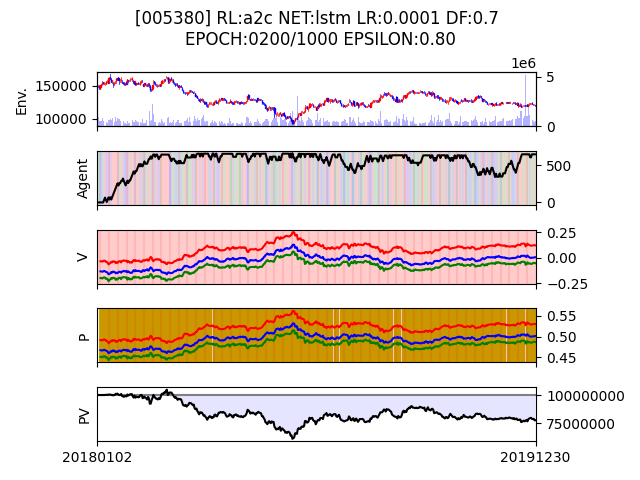 [005380] RL:a2c NET:lstm LR:0.0001 DF:0.7
EPOCH:0200/1000 EPSILON:0.80
1e6
Env.
150000
100000
5
0
Agent
500
0
V
0.25
0.00
−0.25
P
0.55
0.50
0.45
PV
100000000
75000000
20180102
20191230